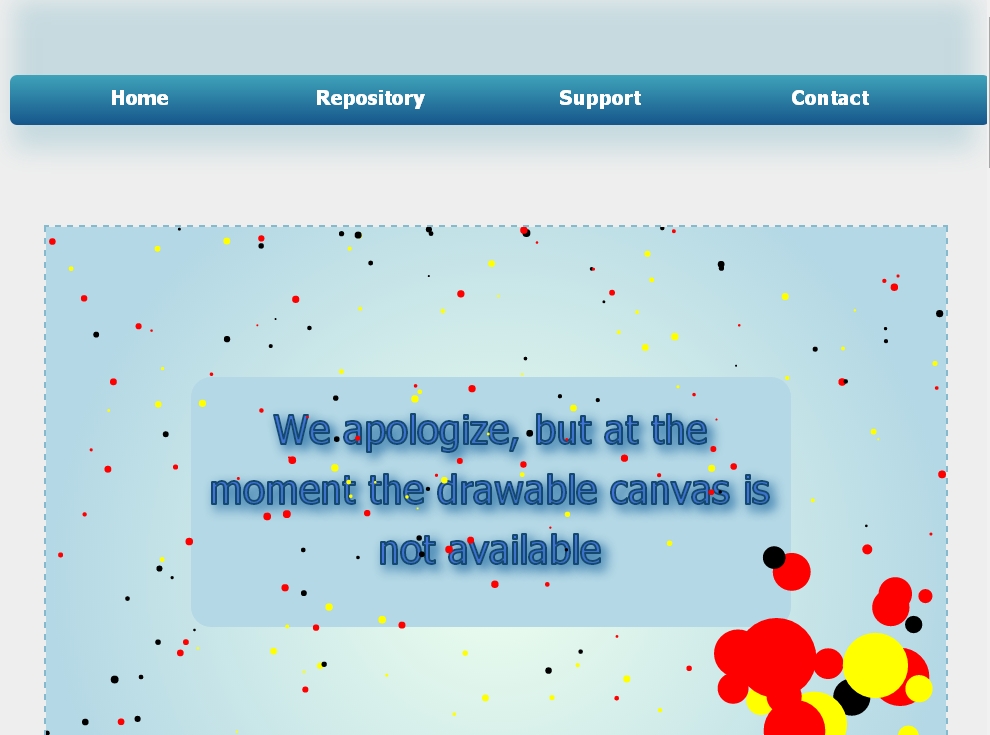 Home Repository Support Contact
We apologize, but at the
moment the drawable canvas is
not available